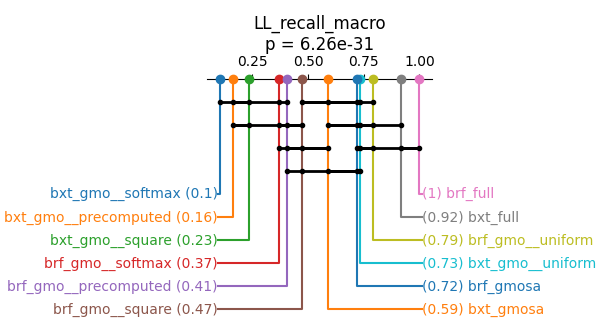 LL_recall_macro
p = 6.26e-31
0.25 0.50 0.75 1.00
bxt_gmo__softmax (0.1) (1) brf_full
bxt_gmo__precomputed (0.16) (0.92) bxt_full
bxt_gmo__square (0.23) (0.79) brf_gmo__uniform
brf_gmo__softmax (0.37) (0.73) bxt_gmo__uniform
brf_gmo__precomputed (0.41) (0.72) brf_gmosa
brf_gmo__square (0.47) (0.59) bxt_gmosa